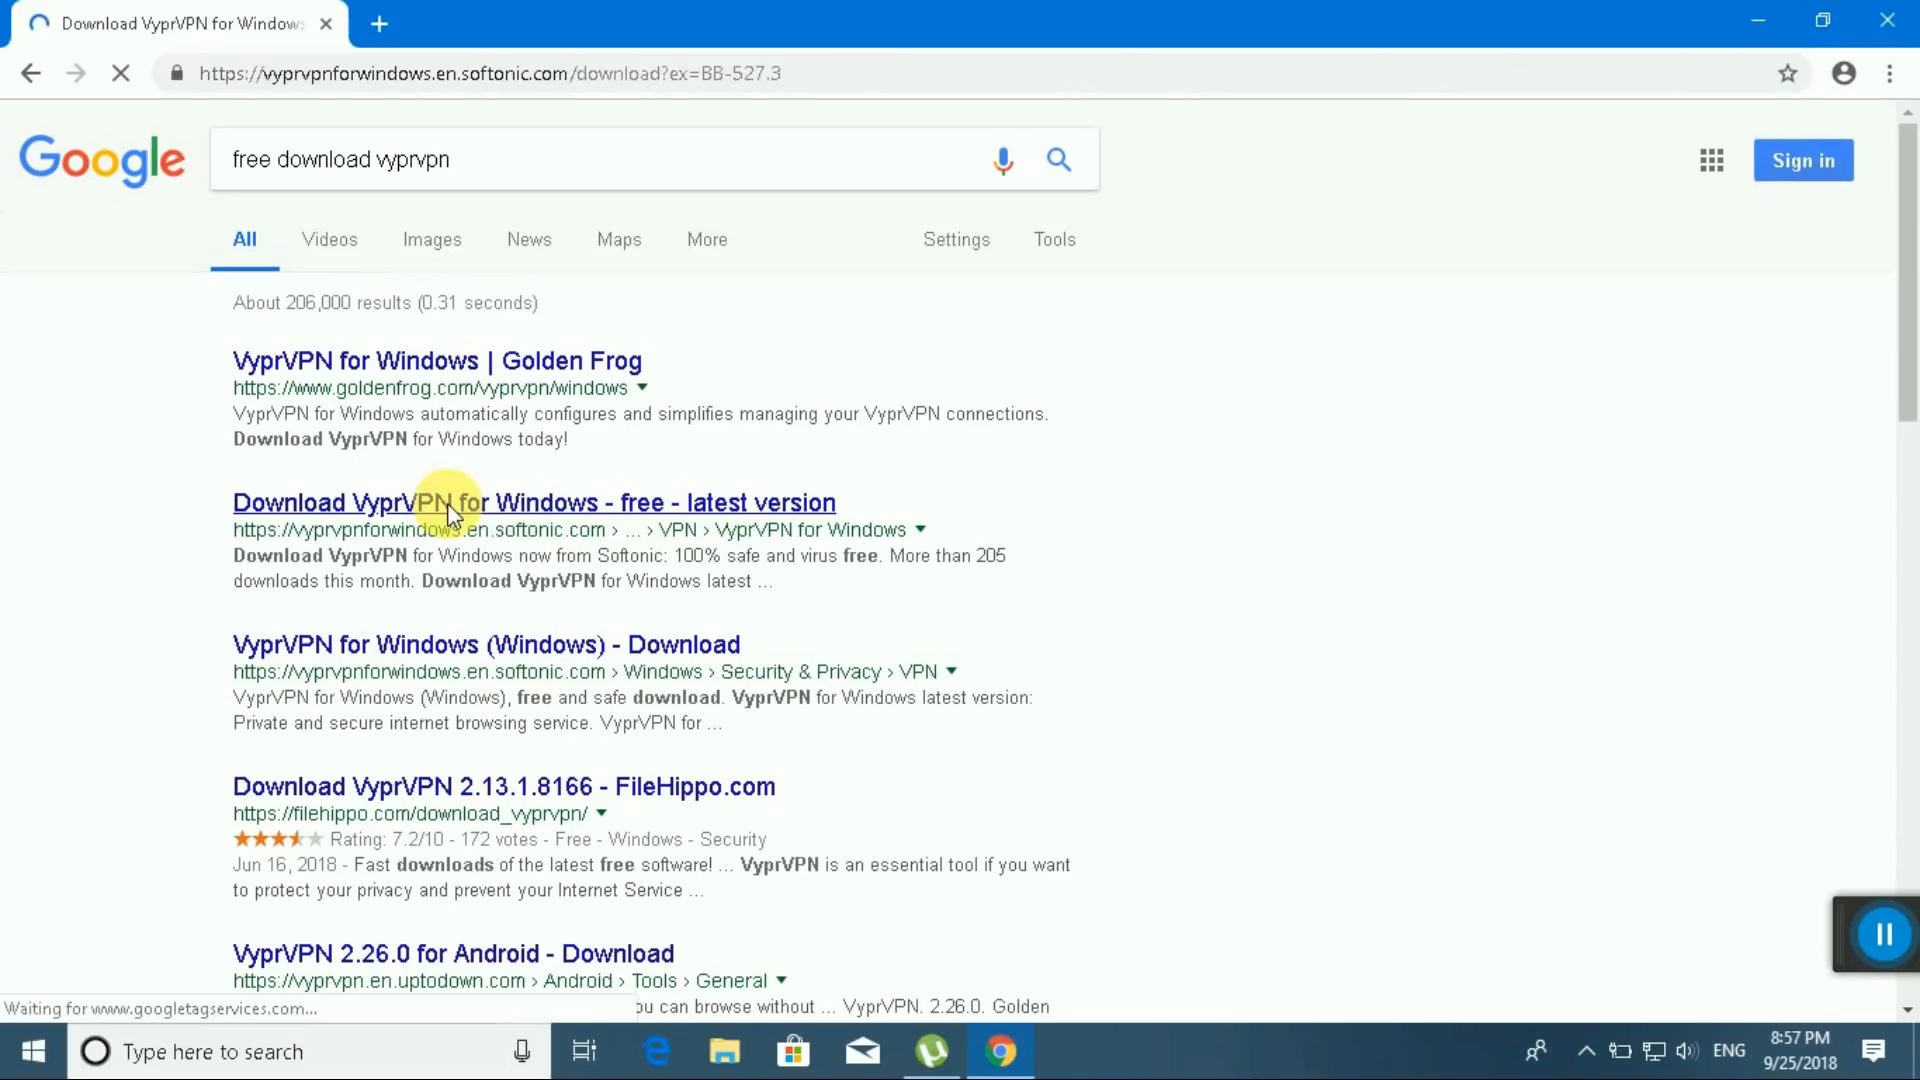 Download VyprVPN for Window
https://vyprvpnforwindows.en.softonic.com/download?ex=BB-527.3
Google
free download vyprvpn
Sign in
All Videos Images News Maps More Settings Tools
About 206,000 results (0.31 seconds)
VyprVPN for Windows | Golden Frog
https://www.goldenfrog.com/vyprvpn/windows
VyprVPN for Windows automatically configures and simplifies managing your VyprVPN connections.
Download VyprVPN for Windows today!
Download VyprVPN for Windows - free - latest version
https://vyprvpnforwindows.en.softonic.com › ... › VPN › VyprVPN for Windows
Download VyprVPN for Windows now from Softonic: 100% safe and virus free. More than 205
downloads this month. Download VyprVPN for Windows latest ...
VyprVPN for Windows (Windows) - Download
https://vyprvpnforwindows.en.softonic.com › Windows › Security & Privacy › VPN
VyprVPN for Windows (Windows), free and safe download. VyprVPN for Windows latest version:
Private and secure internet browsing service. VyprVPN for ...
Download VyprVPN 2.13.1.8166 - FileHippo.com
https://filehippo.com/download_vyprvpn/
Rating: 7.2/10 - 172 votes - Free - Windows - Security
Jun 16, 2018 - Fast downloads of the latest free software! ... VyprVPN is an essential tool if you want
to protect your privacy and prevent your Internet Service ...
VyprVPN 2.26.0 for Android - Download
https://vyprvpn.en.uptodown.com › Android › Tools › General
can browse without ... VyprVPN. 2.26.0. Golden
Waiting for www.googletagservices.com...
Type here to search
ENG
8:57 PM
9/25/2018